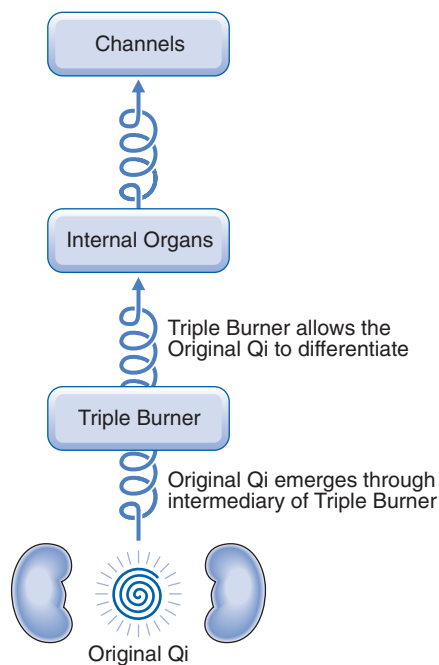 Channels
Internal Organs
Triple Burner allows the
Original Qi to differentiate
Triple Burner
Original Qi emerges through
intermediary of Triple Burner
Original Qi